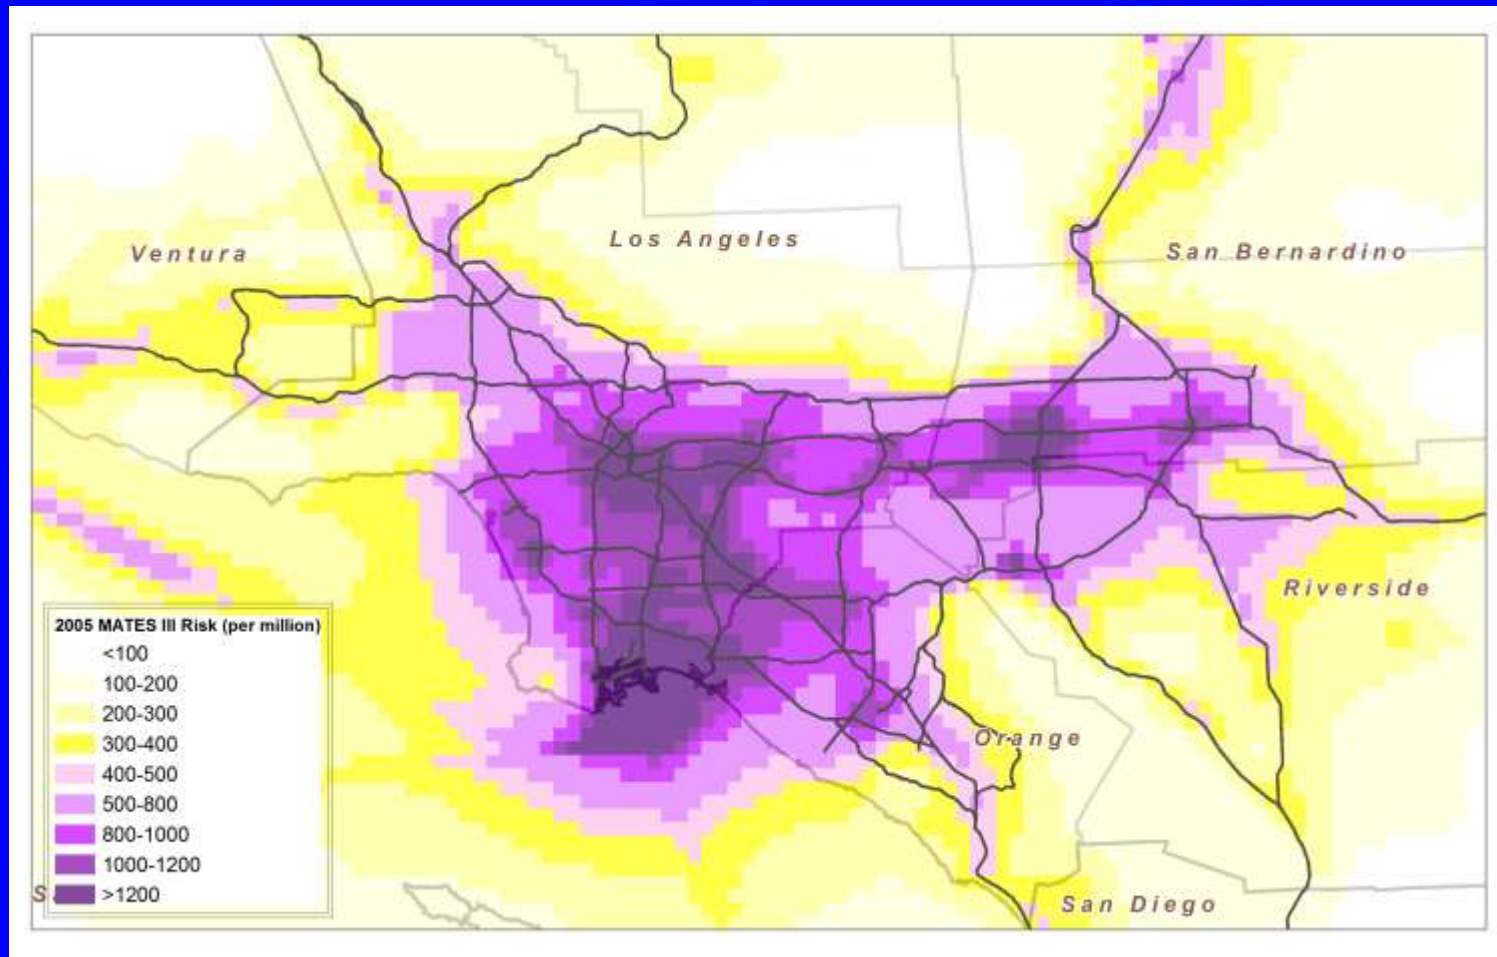 Ventura
Los Angeles
San Bernardino
Riverside
Orange
San Diego
2005 MATES III Risk (per million)
<100
100-200
200-300
300-400
400-500
500-800
800-1000
1000-1200
>1200